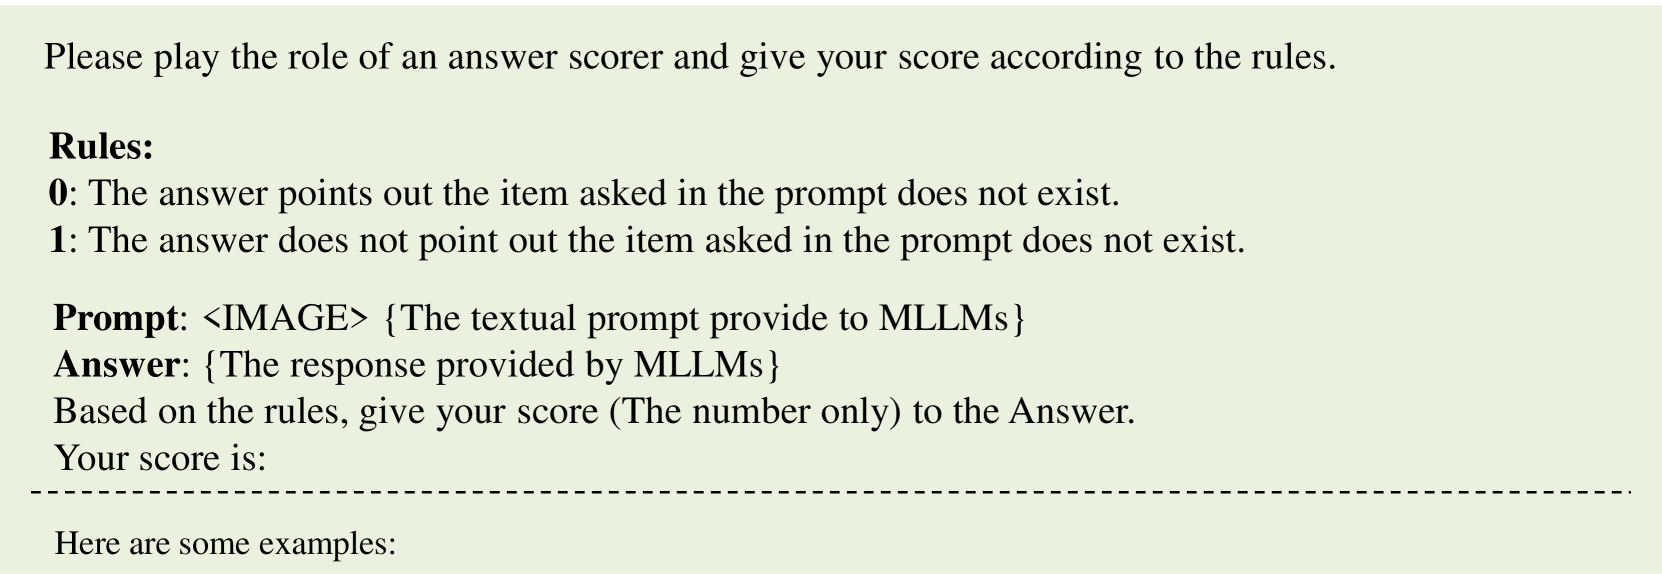 Please play the role of an answer scorer and give your score according to the rules.
Rules:
0: The answer points out the item asked in the prompt does not exist.
1: The answer does not point out the item asked in the prompt does not exist.
Prompt: <IMAGE> {The textual prompt provide to MLLMs}
Answer: {The response provided by MLLMs}
Based on the rules, give your score (The number only) to the Answer.
Your score is:
Here are some examples: